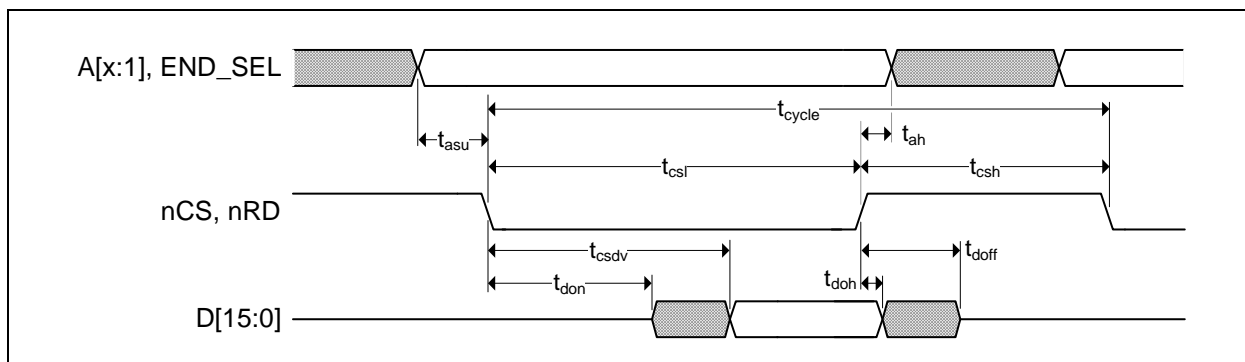 A[x:1], END_SEL
tcycle
tasu
tah
tcsl
tcsh
nCS, nRD
tcsdv
tdoff
tdon
tdoh
D[15:0]